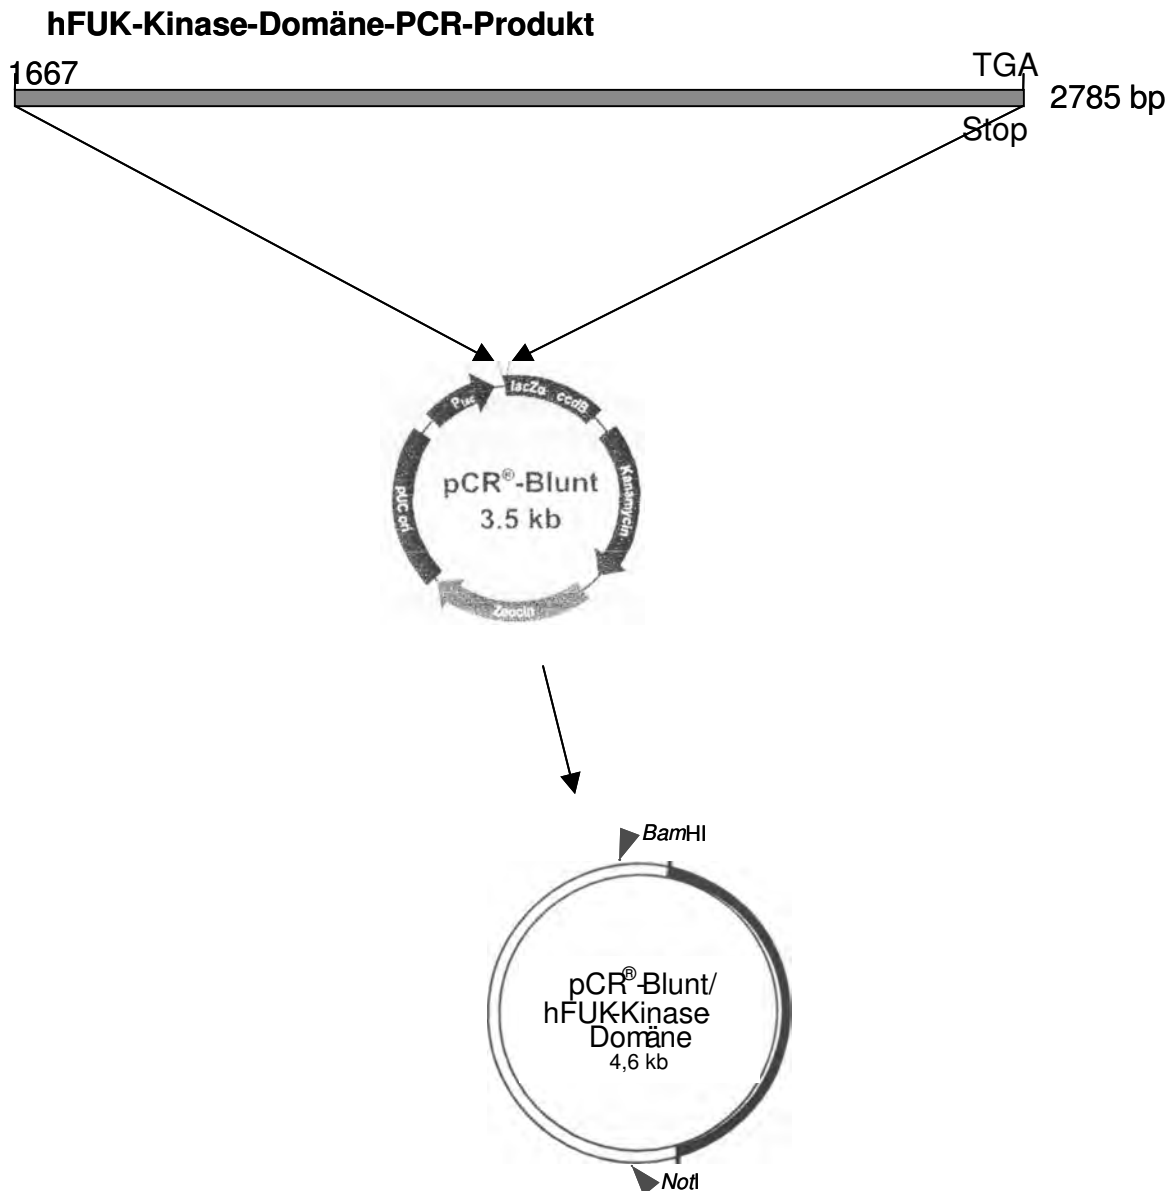 hFUK-Kinase-Domäne-PCR-Produkt
1667
TGA
2785 bp
Stop
Plac
lacZα ccdB
Kanamycin
Zeocin
pUC ori
pCR®-Blunt
3.5 kb
BamHI
pCR®-Blunt/
hFUK-Kinase
Domäne
4,6 kb
NotI